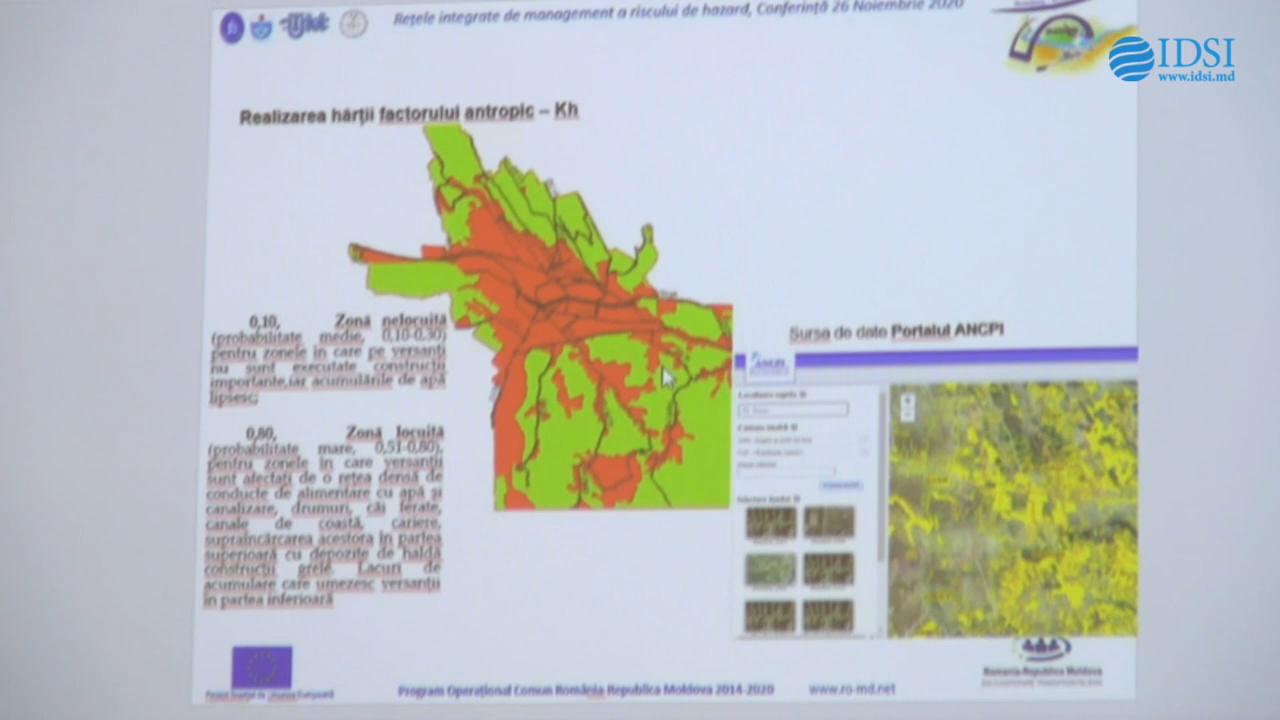 Rețele integrate de management a riscului de hazard, Conferință 26 Noiembrie 2020
IDSI
www.idsi.md
Realizarea hărții factorului antropic – Kh
0,10, Zonă nelocuită
(probabilitate medie, 0,10-0,30)
pentru zonele în care pe versanți
nu sunt executate construcții
importante,iar acumulările de apă
lipsesc;
0,80, Zonă locuită
(probabilitate mare, 0,51-0,80),
pentru zonele în care versanții
sunt afectați de o rețea densă de
conducte de alimentare cu apă și
canalizare, drumuri, căi ferate,
canale de coastă, cariere,
supraîncărcarea acestora în partea
superioară cu depozite de haldă
construcții grele. Lacuri de
acumulare care umezesc versanții
în partea inferioară
Sursa de date Portalul ANCPI
ANCPI
Program Operațional Comun România Republica Moldova 2014-2020
www.ro-md.net
Romania-Republica Moldova